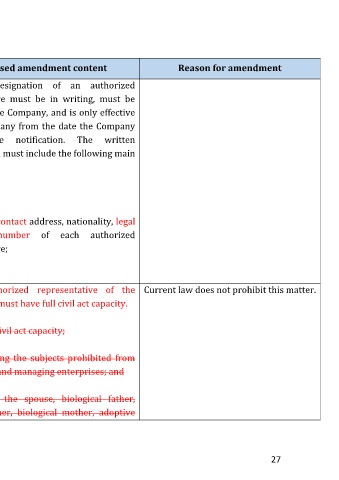 sed amendment content Reason for amendment
esignation of an authorized
e must be in writing, must be
e Company, and is only effective
any from the date the Company
e notification. The written
must include the following main
ontact address, nationality, legal
number of each authorized
e;
horized representative of the Current law does not prohibit this matter.
must have full civil act capacity.
ivil act capacity;
ng the subjects prohibited from
and managing enterprises; and
the spouse, biological father,
her, biological mother, adoptive
27